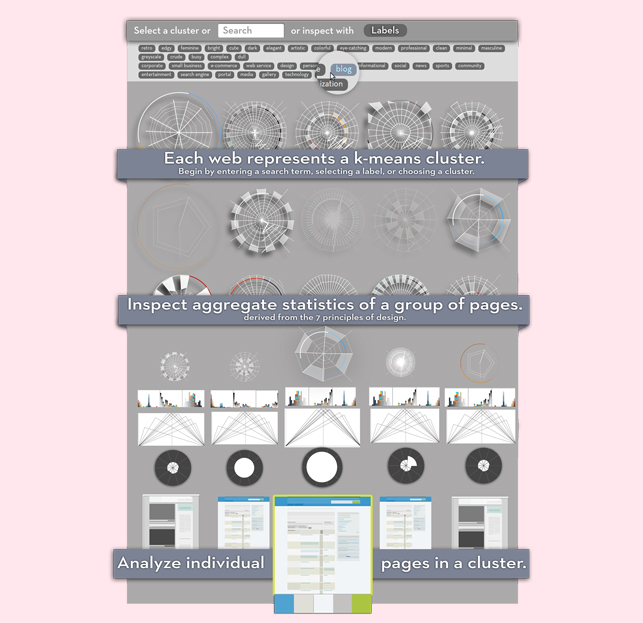 Select a cluster or Search or inspect with Labels
retro edgy feminine bright cute dark elegant artistic colorful eye-catching modern professional clean minimal masculine
greyscale crude busy complex dull
corporate small business e-commerce web service design blog social news sports community
entertainment search engine portal media gallery technology
Each web represents a k-means cluster.
Begin by entering a search term, selecting a label, or choosing a cluster.
Inspect aggregate statistics of a group of pages.
derived from the 7 principles of design.
Analyze individual pages in a cluster.